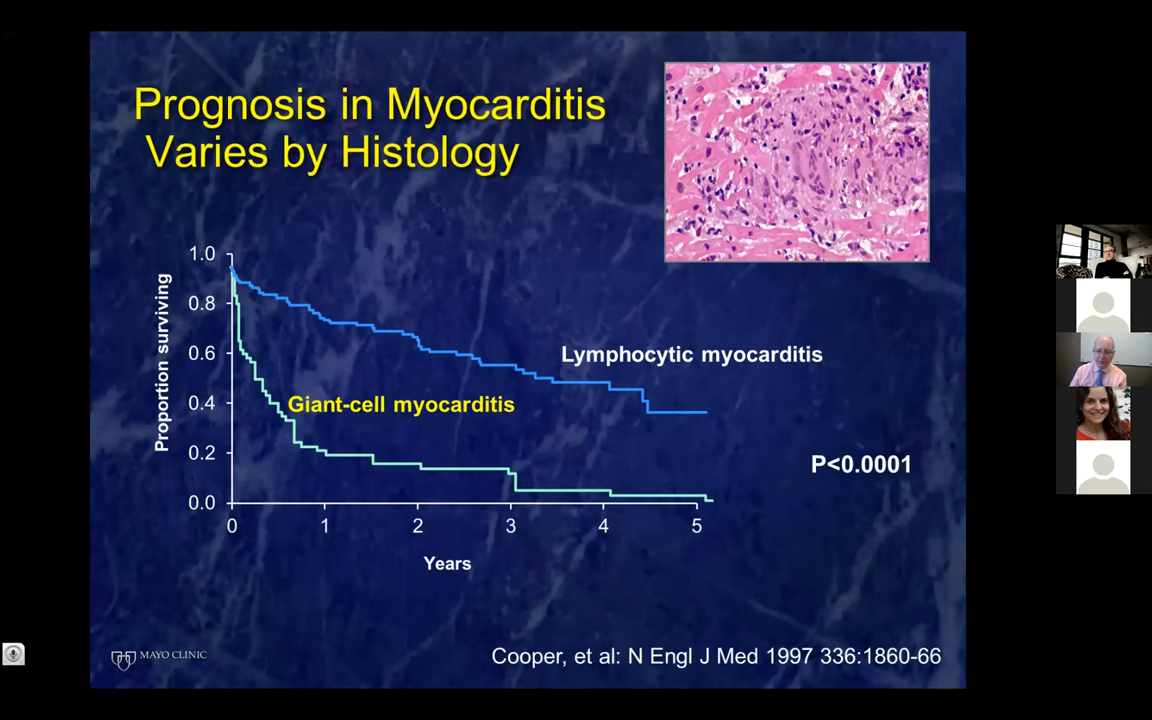 Prognosis in Myocarditis
Varies by Histology
1.0
0.8
0.6
0.4
0.2
0.0
Proportion surviving
Lymphocytic myocarditis
Giant-cell myocarditis
P<0.0001
0 1 2 3 4 5
Years
MAYO CLINIC
Cooper, et al: N Engl J Med 1997 336:1860-66